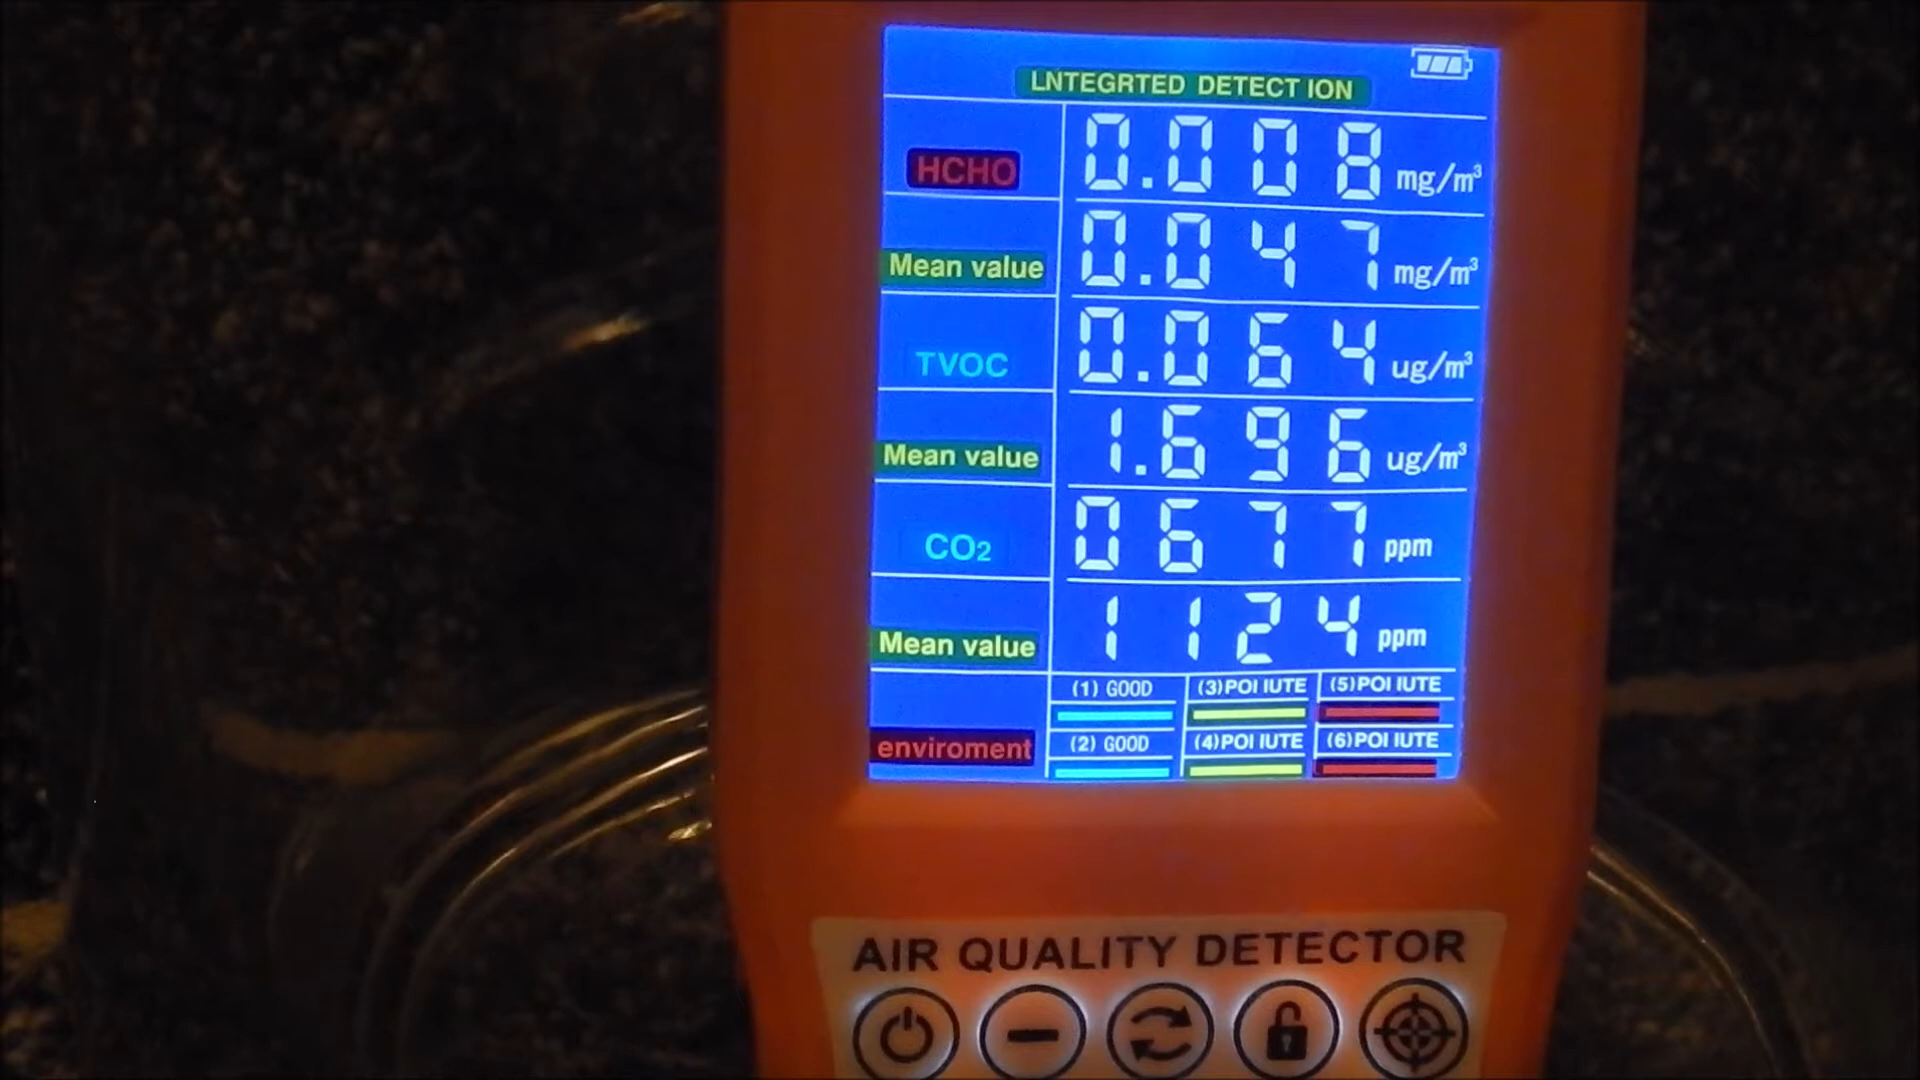 LNTEGRTED DETECT ION
HCHO 0.008 mg/m³
Mean value 0.047 mg/m³
TVOC 0.064 ug/m³
Mean value 1.696 ug/m³
CO2 0677 ppm
Mean value 1124 ppm
(1) GOOD (3)POI IUTE (5)POI IUTE
enviroment (2) GOOD (4)POI IUTE (6)POI IUTE
AIR QUALITY DETECTOR